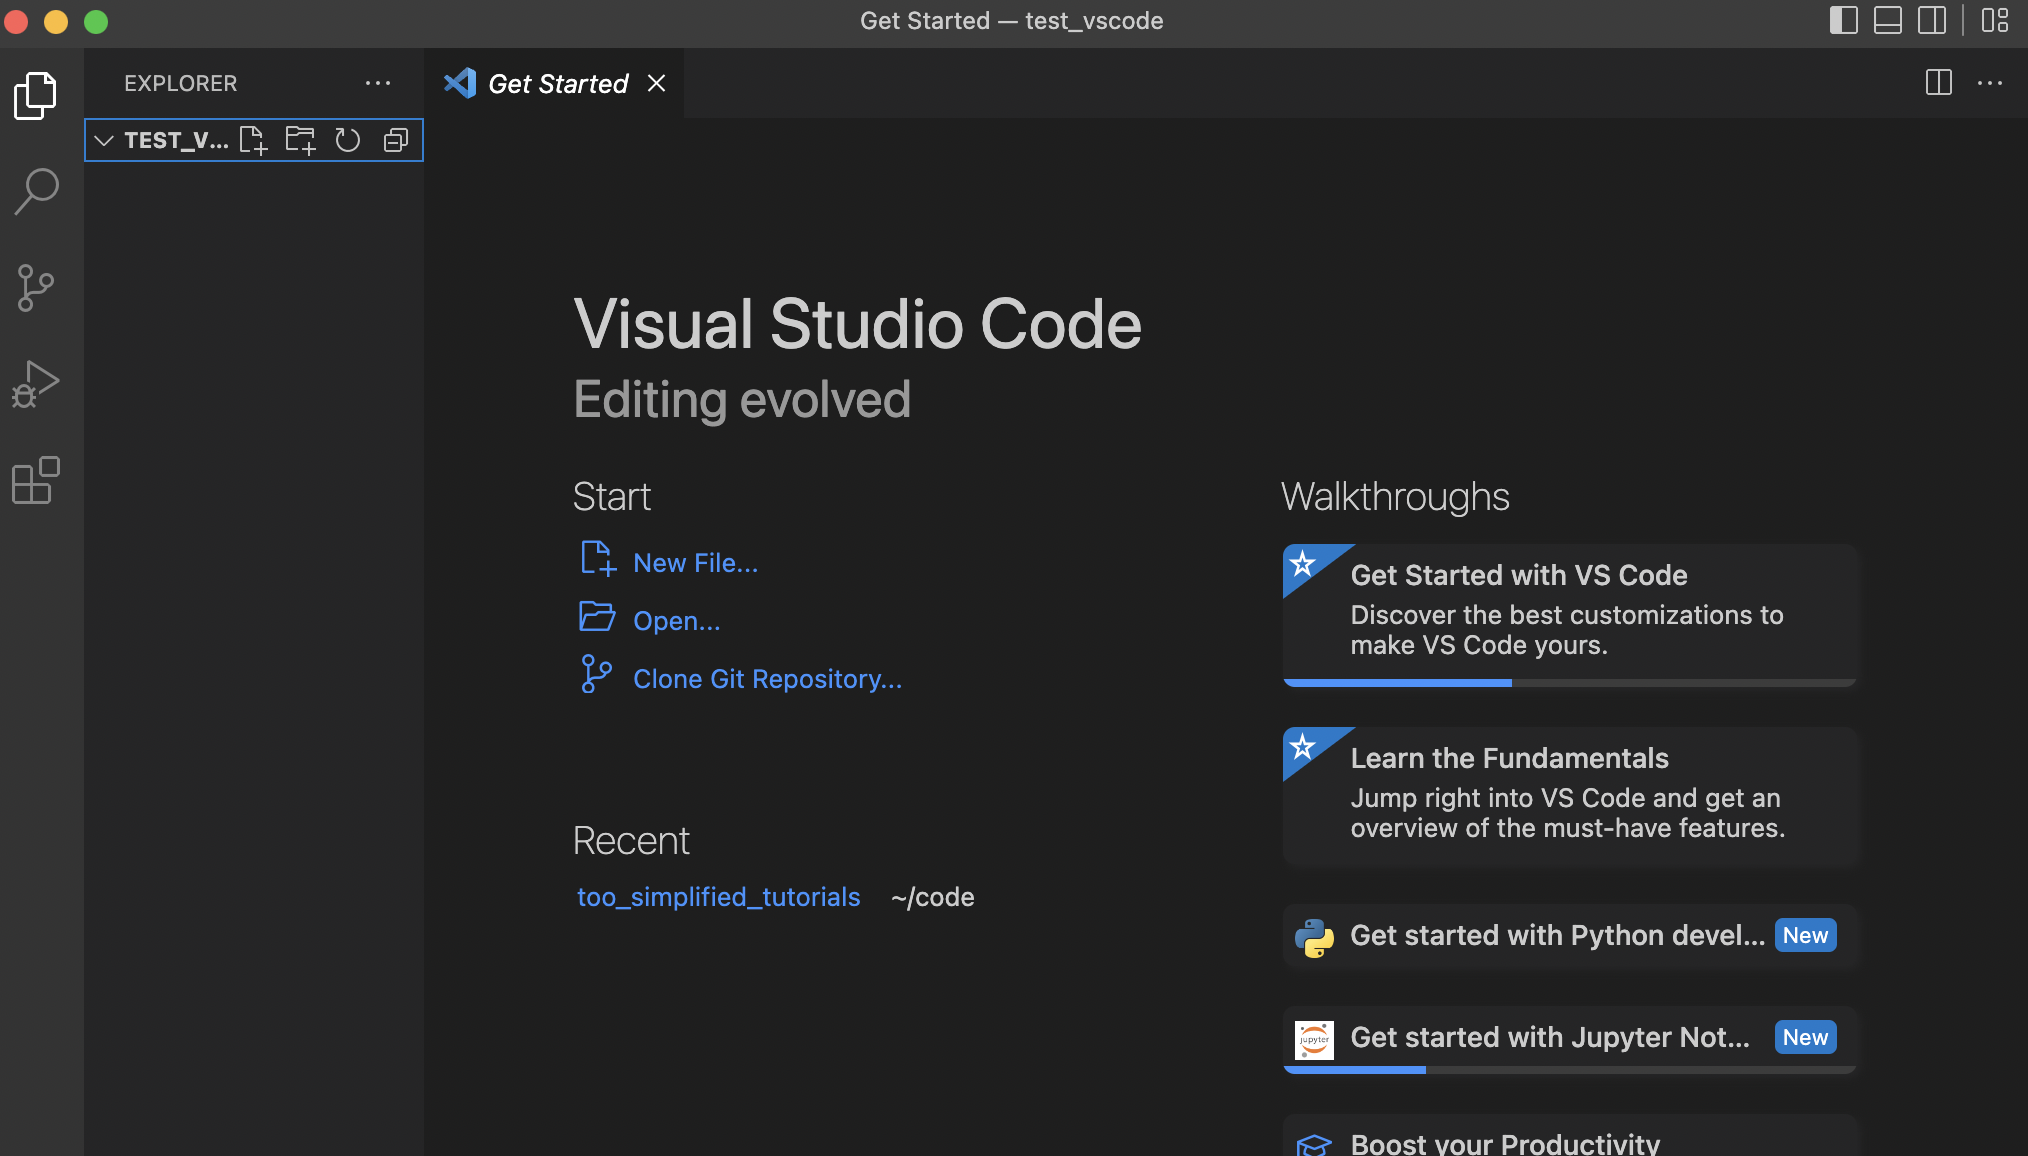 Get Started — test_vscode
EXPLORER
Get Started
TEST_V...
Visual Studio Code
Editing evolved
Start
New File...
Open...
Clone Git Repository...
Recent
too_simplified_tutorials ~/code
Walkthroughs
Get Started with VS Code
Discover the best customizations to
make VS Code yours.
Learn the Fundamentals
Jump right into VS Code and get an
overview of the must-have features.
Get started with Python devel... New
jupyter
Get started with Jupyter Not... New
Boost your Productivity